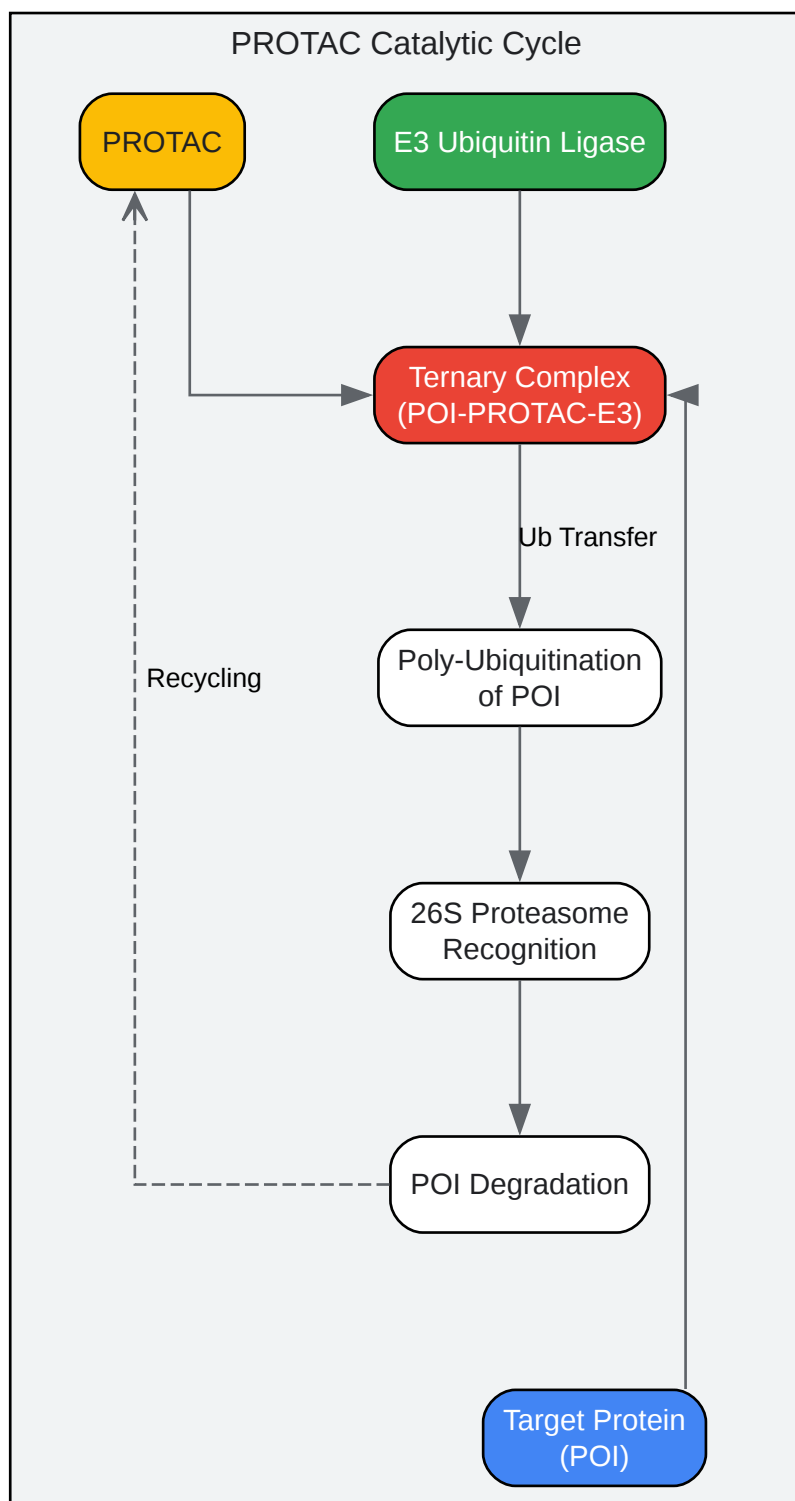 PROTAC Catalytic Cycle
PROTAC
E3 Ubiquitin Ligase
Ternary Complex
(POI-PROTAC-E3)
Ub Transfer
Poly-Ubiquitination
of POI
Recycling
26S Proteasome
Recognition
POI Degradation
Target Protein
(POI)